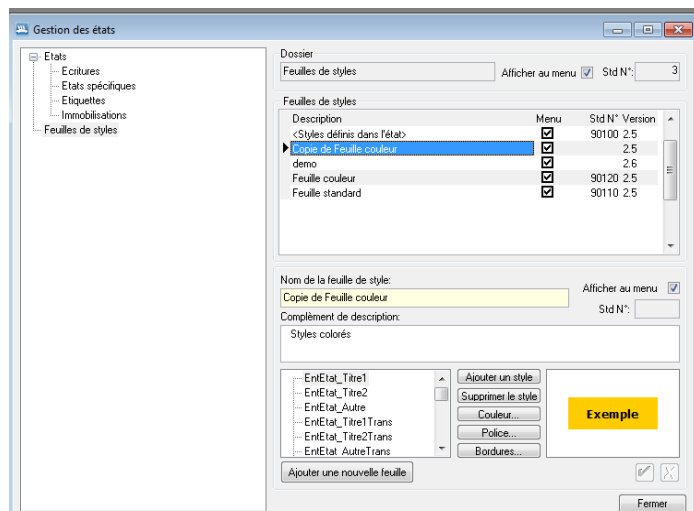 Gestion des états
Etats
Ecritures
Etats spécifiques
Etiquettes
Immobilisations
Feuilles de styles
Dossier
Feuilles de styles Afficher au menu Std N°: 3
Feuilles de styles
Description Menu Std N° Version
<Styles définis dans l'état> 90100 2.5
Copie de Feuille couleur 2.5
demo 2.6
Feuille couleur 90120 2.5
Feuille standard 90110 2.5
Nom de la feuille de style:
Afficher au menu
Copie de Feuille couleur
Std N°:
Complèment de description:
Styles colorés
EntEtat_Titre1
EntEtat_Titre2
EntEtat_Autre
EntEtat_Titre1Trans
EntEtat_Titre2Trans
EntEtat_AutreTrans
Ajouter un style
Supprimer le style
Couleur...
Police...
Bordures...
Exemple
Ajouter une nouvelle feuille
Fermer